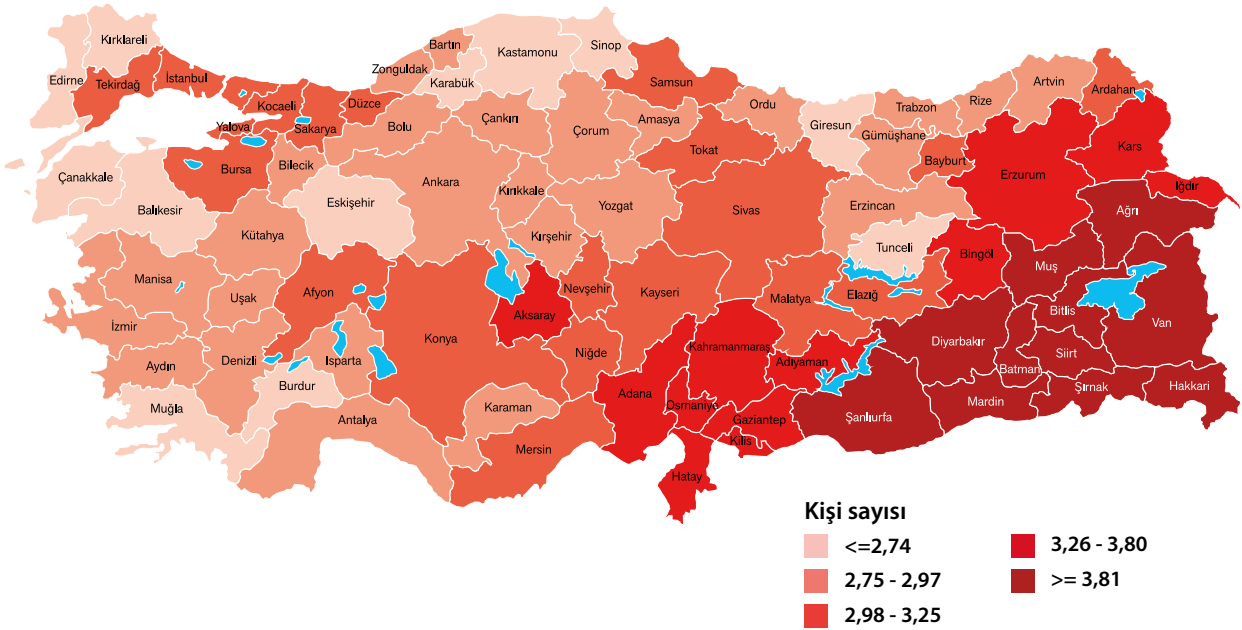 Kırklareli
Edirne
Tekirdağ
İstanbul
Kocaeli
Yalova
Sakarya
Düzce
Zonguldak
Bartın
Karabük
Kastamonu
Sinop
Samsun
Ordu
Giresun
Trabzon
Rize
Artvin
Ardahan
Gümüşhane
Bayburt
Kars
Erzurum
Iğdır
Ağrı
Bolu
Çankırı
Çorum
Amasya
Tokat
Çanakkale
Balıkesir
Bursa
Bilecik
Eskişehir
Ankara
Kırıkkale
Yozgat
Sivas
Erzincan
Tunceli
Bingöl
Muş
Kütahya
Kırşehir
Manisa
Uşak
Afyon
Nevşehir
Kayseri
Malatya
Elazığ
Bitlis
Van
Aksaray
İzmir
Aydın
Denizli
Isparta
Konya
Niğde
Kahramanmaraş
Adıyaman
Diyarbakır
Batman
Siirt
Şırnak
Hakkari
Burdur
Muğla
Antalya
Karaman
Mersin
Adana
Osmaniye
Gaziantep
Kilis
Şanlıurfa
Mardin
Hatay
Kişi sayısı
<=2,74
2,75 - 2,97
2,98 - 3,25
3,26 - 3,80
>= 3,81